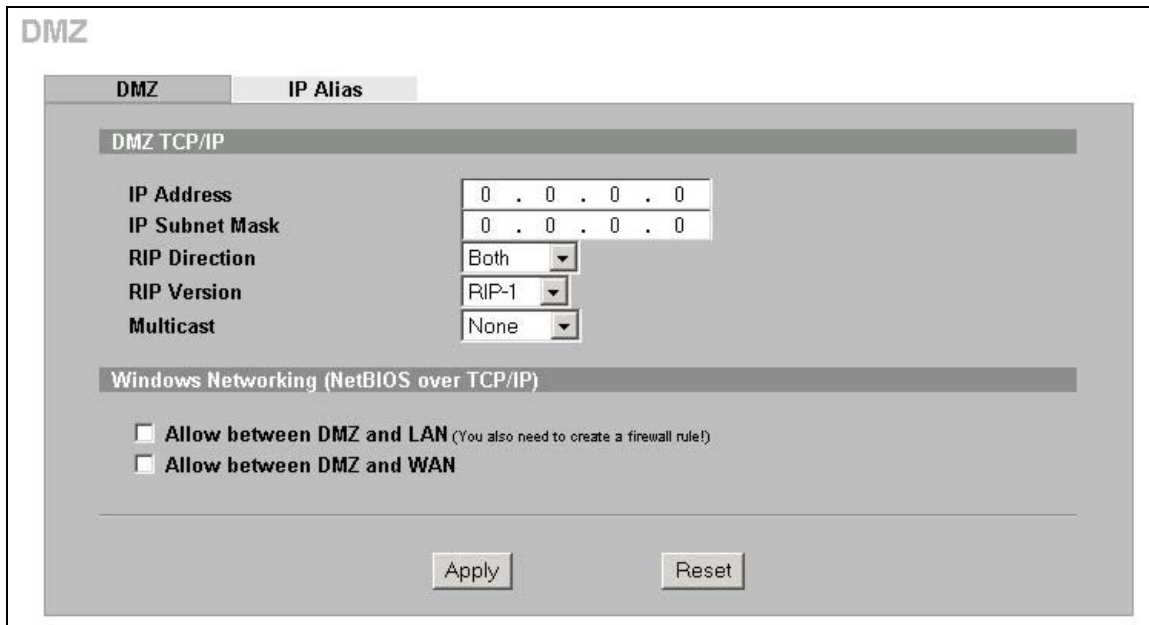 DMZ
DMZ IP Alias
DMZ TCP/IP
IP Address 0 . 0 . 0 . 0
IP Subnet Mask 0 . 0 . 0 . 0
RIP Direction Both
RIP Version RIP-1
Multicast None
Windows Networking (NetBIOS over TCP/IP)
Allow between DMZ and LAN (You also need to create a firewall rule!)
Allow between DMZ and WAN
Apply Reset